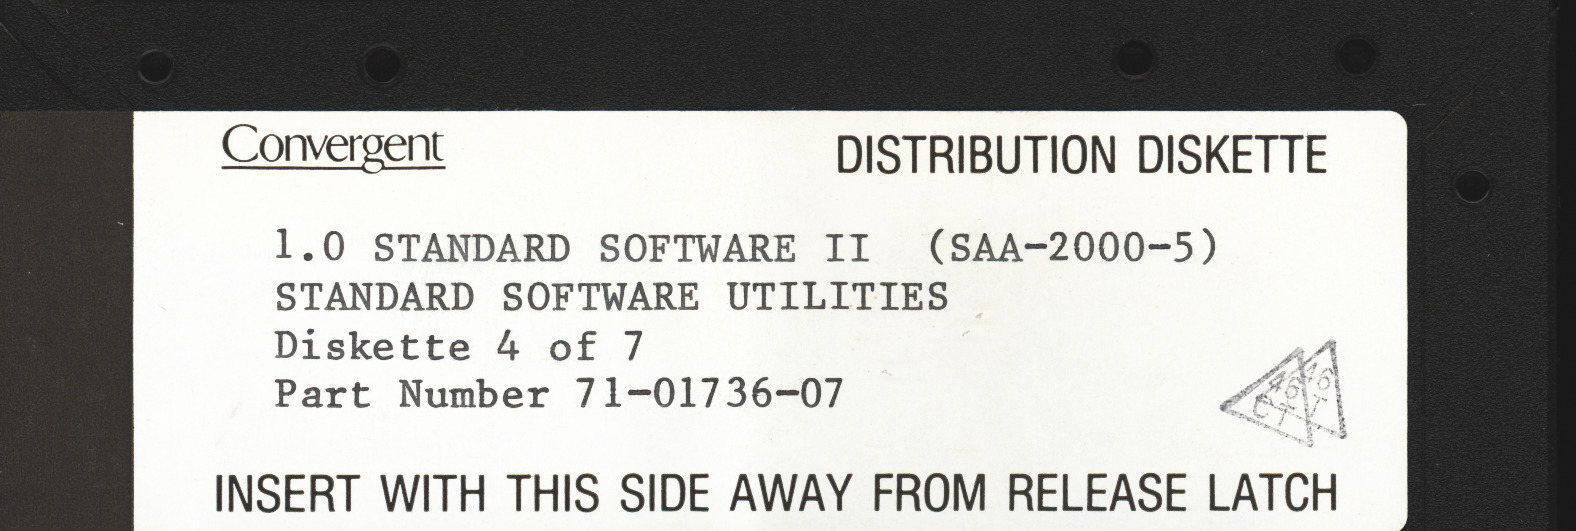 Convergent DISTRIBUTION DISKETTE
1.0 STANDARD SOFTWARE II (SAA-2000-5)
STANDARD SOFTWARE UTILITIES
Diskette 4 of 7
Part Number 71-01736-07
INSERT WITH THIS SIDE AWAY FROM RELEASE LATCH